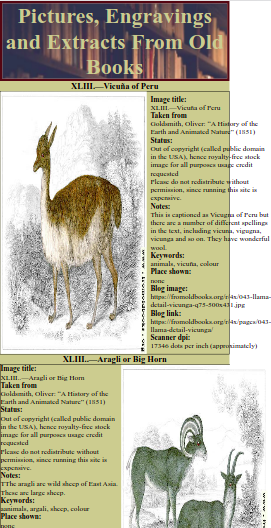 Pictures, Engravings
and Extracts From Old
Books
XLIII.—Vicuña of Peru
Image title:
XLIII.—Vicuña of Peru
Taken from
Goldsmith, Oliver: "A History of the
Earth and Animated Nature" (1851)
Status:
Out of copyright (called public domain
in the USA), hence royalty-free stock
image for all purposes usage credit
requested
Please do not redistribute without
permission, since running this site is
expensive.
Notes:
This is captioned as Vicugna of Peru but
there are a number of different spellings
in the text, including vicuna, vigugna,
vicunga and so on. They have wonderful
wool.
Keywords:
animals, vicuña, colour
Place shown:
none
Blog image:
https://fromoldbooks.org/r/4x/043-llama-
detail-vicunga-q75-500x431.jpg
Blog link:
https://fromoldbooks.org/r/4x/pages/043-
llama-detail-vicunga/
Scanner dpi:
17346 dots per inch (approximately)
XLIII..—Aragli or Big Horn
Image title:
XLIII..—Aragli or Big Horn
Taken from
Goldsmith, Oliver: "A History of the
Earth and Animated Nature" (1851)
Status:
Out of copyright (called public domain
in the USA), hence royalty-free stock
image for all purposes usage credit
requested
Please do not redistribute without
permission, since running this site is
expensive.
Notes:
TThe aragli are wild sheep of East Asia.
These are large sheep.
Keywords:
aanimals, argali, sheep, colour
Place shown:
none